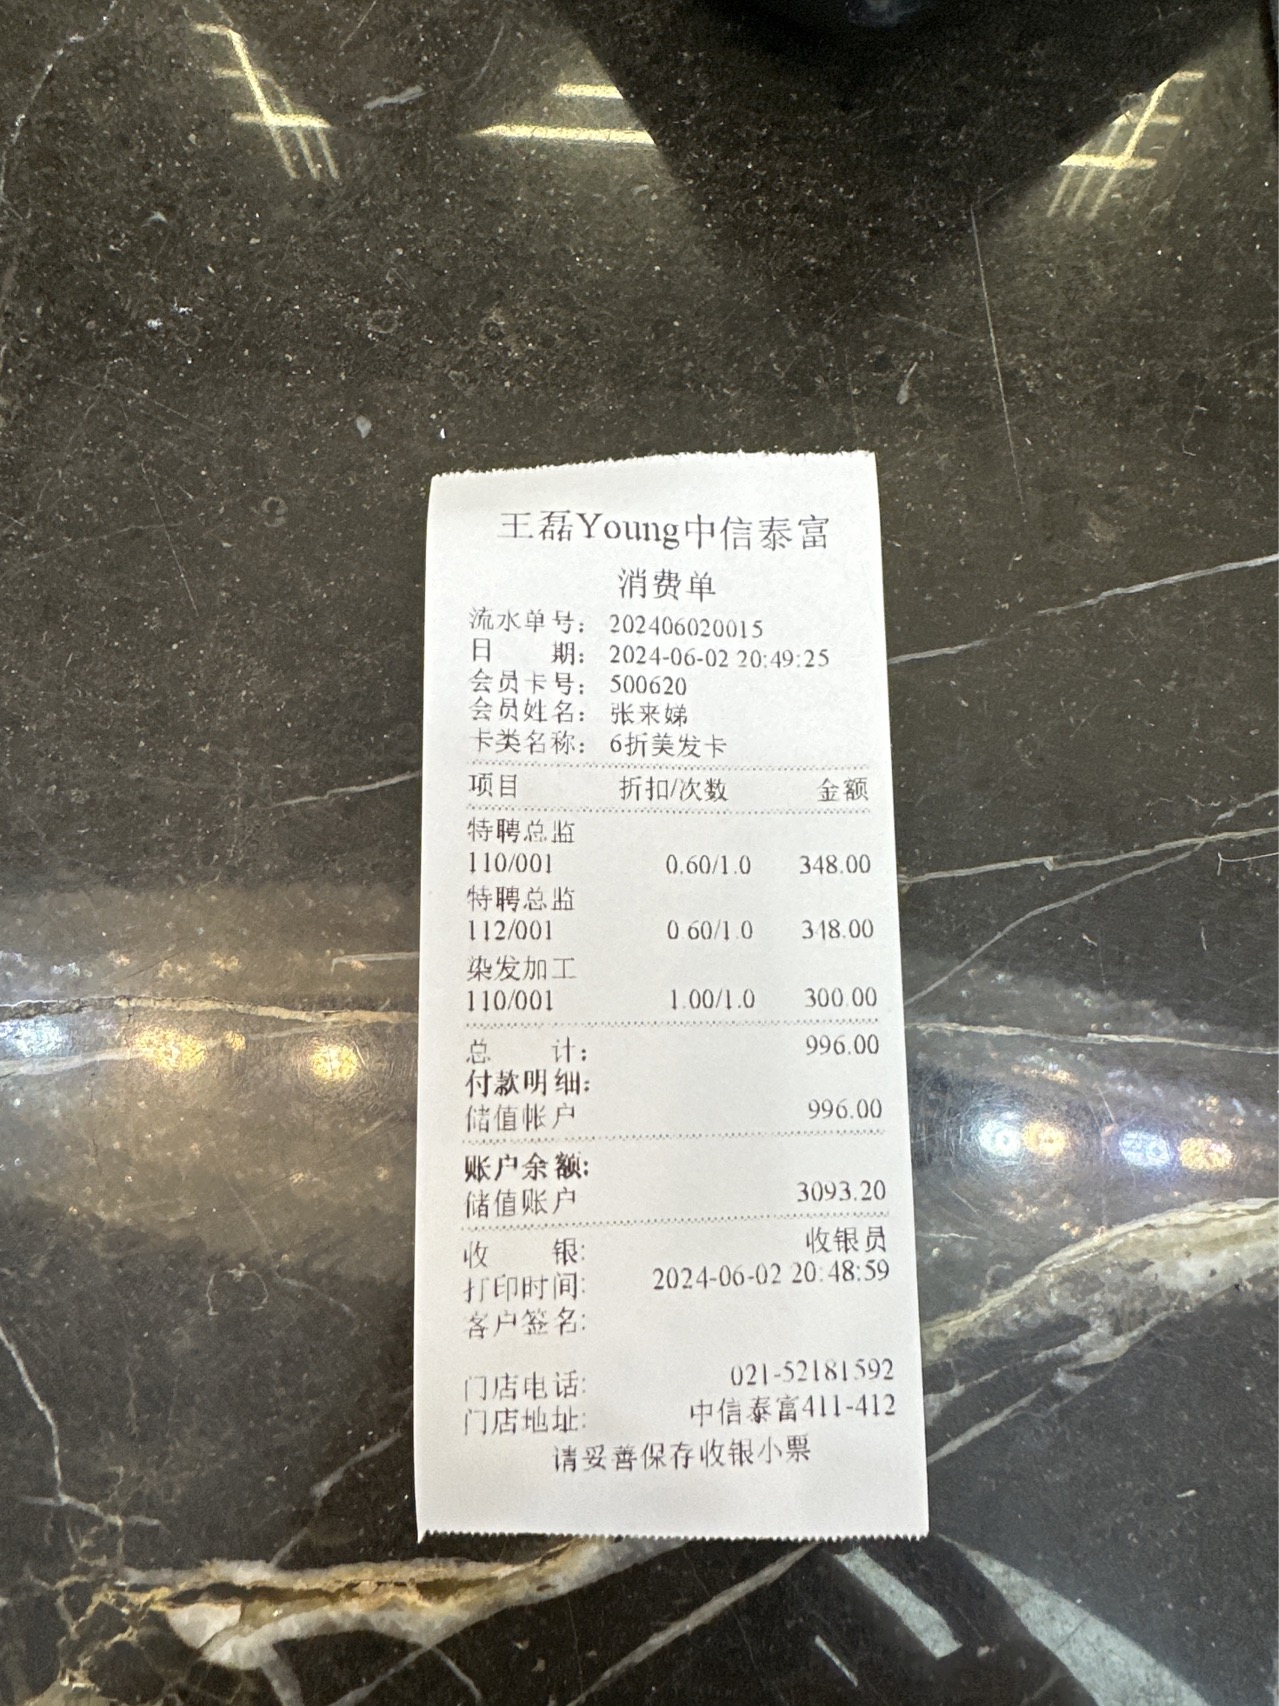 王磊Young中信泰富
消费单
流水单号： 202406020015
日 期： 2024-06-02 20:49:25
会员卡号： 500620
会员姓名： 张来娣
卡类名称： 6折美发卡
项目 折扣/次数 金额
特聘总监
110/001 0.60/1.0 348.00
特聘总监
112/001 0.60/1.0 348.00
染发加工
110/001 1.00/1.0 300.00
总 计： 996.00
付款明细：
储值帐户 996.00
账户余额:
储值账户 3093.20
收 银: 收银员
打印时间: 2024-06-02 20:48:59
客户签名:
门店电话: 021-52181592
门店地址: 中信泰富411-412
请妥善保存收银小票